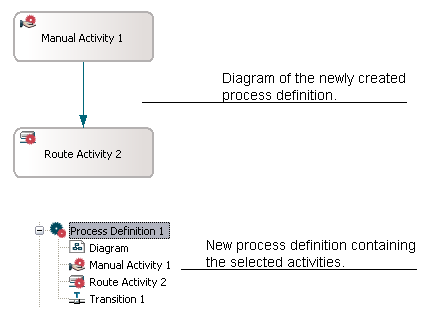 Manual Activity 1
Diagram of the newly created
process definition.
Route Activity 2
Process Definition 1
Diagram
Manual Activity 1
Route Activity 2
Transition 1
New process definition containing
the selected activities.